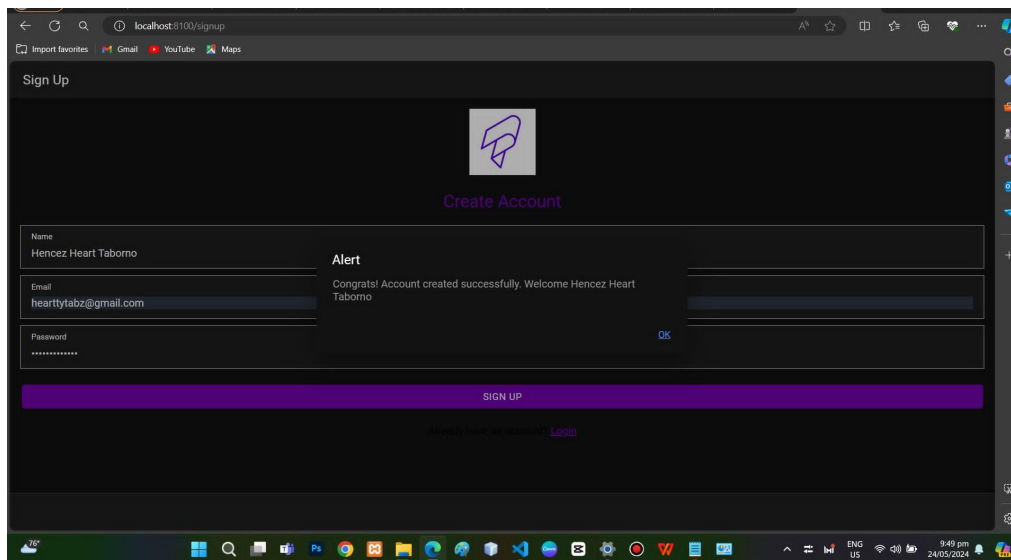 localhost:8100/signup
Import favorites
Gmail
YouTube
Maps
Sign Up
Create Account
Name
Hencez Heart Taborno
Email
hearttytabz@gmail.com
Password
Alert
Congrats! Account created successfully. Welcome Hencez Heart
Taborno
OK
SIGN UP
Already have an account? Login
76°
ENG
US
9:49 pm
24/05/2024